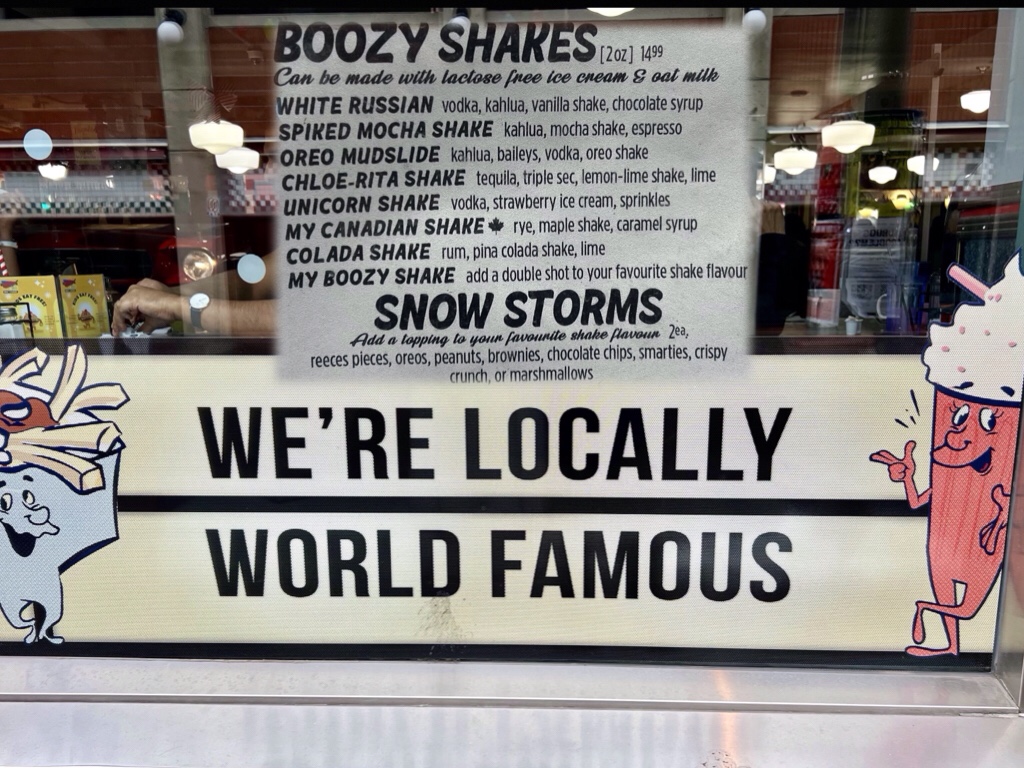 BOOZY SHAKES [2oz] 1499
Can be made with lactose free ice cream & oat milk
WHITE RUSSIAN vodka, kahlua, vanilla shake, chocolate syrup
SPIKED MOCHA SHAKE kahlua, mocha shake, espresso
OREO MUDSLIDE kahlua, baileys, vodka, oreo shake
CHLOE-RITA SHAKE tequila, triple sec, lemon-lime shake, lime
UNICORN SHAKE vodka, strawberry ice cream, sprinkles
MY CANADIAN SHAKE rye, maple shake, caramel syrup
COLADA SHAKE rum, pina colada shake, lime
MY BOOZY SHAKE add a double shot to your favourite shake flavour
SNOW STORMS
Add a topping to your favourite shake flavour 2ea,
reeces pieces, oreos, peanuts, brownies, chocolate chips, smarties, crispy
crunch, or marshmallows
WE'RE LOCALLY
WORLD FAMOUS